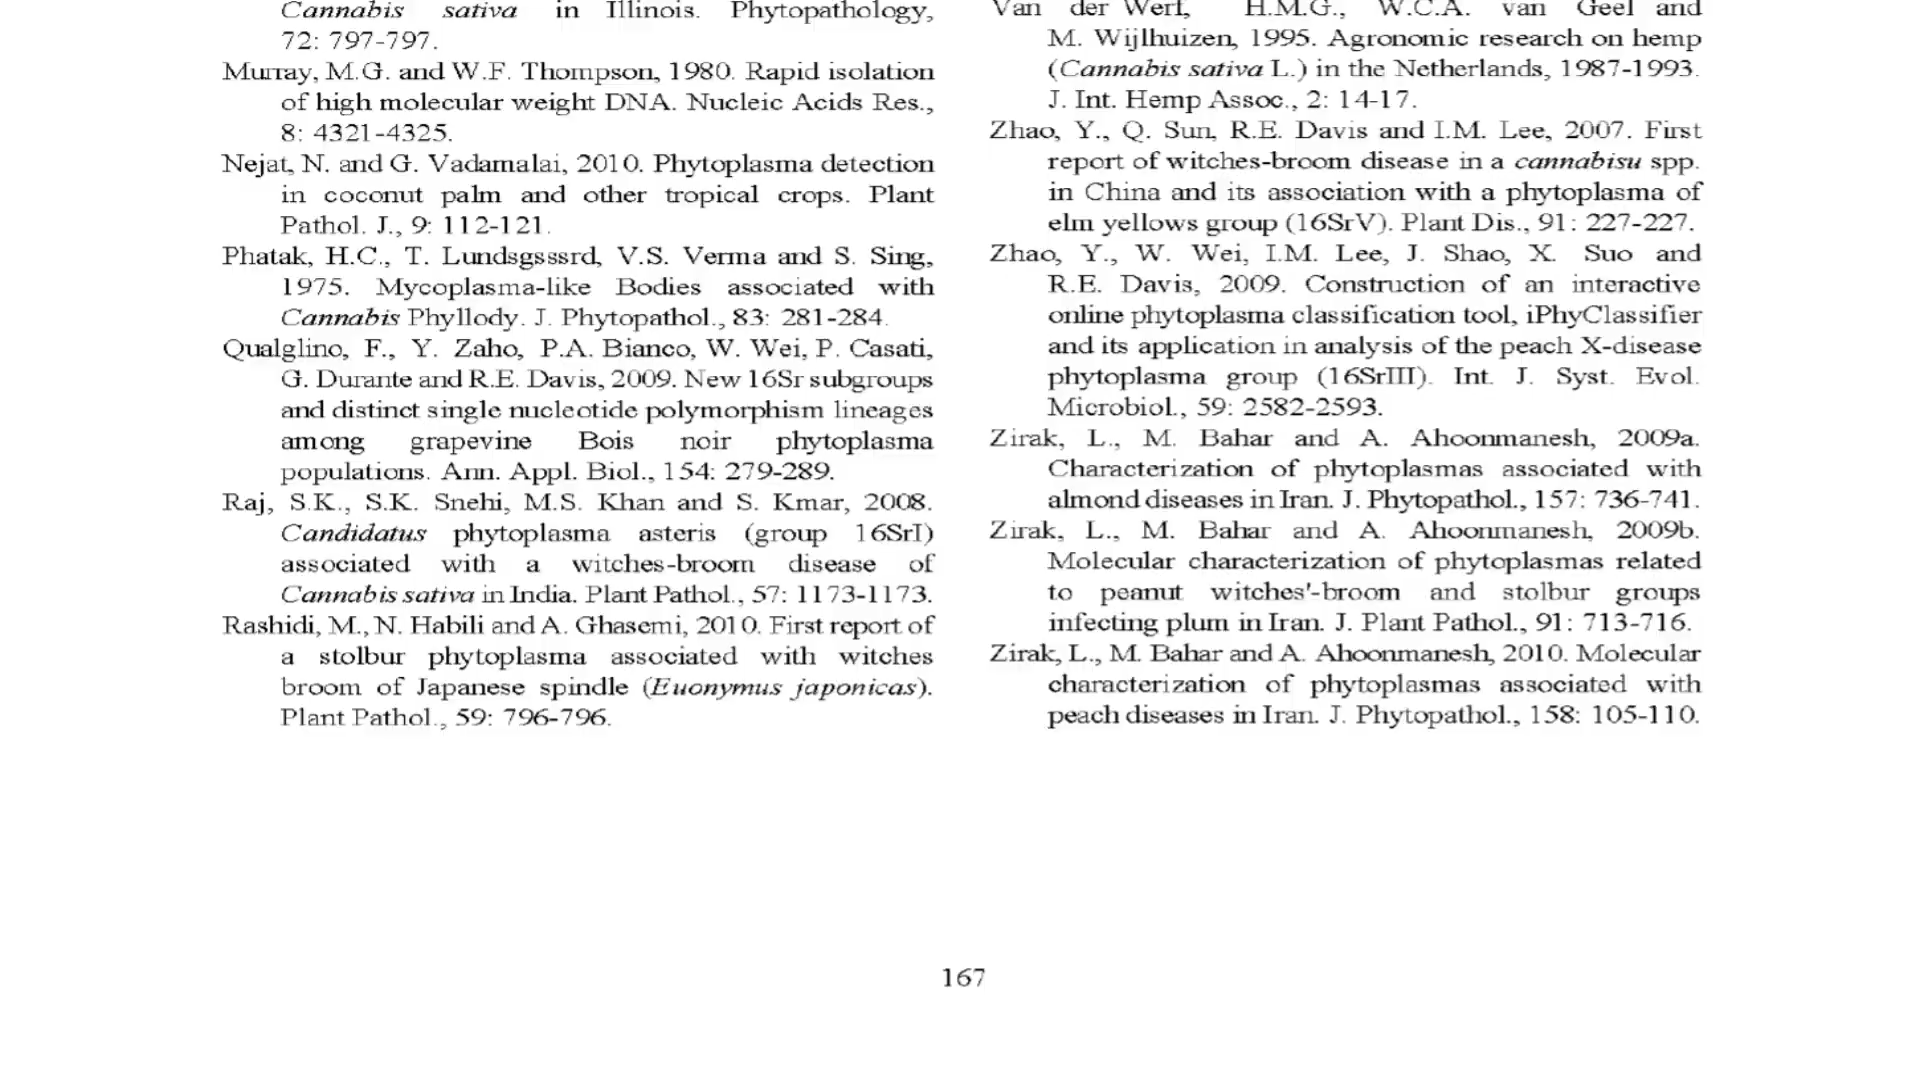 Cannabis sativa in Illinois. Phytopathology,
72: 797-797.
Murray, M.G. and W.F. Thompson, 1980. Rapid isolation
of high molecular weight DNA. Nucleic Acids Res.,
8: 4321-4325.
Nejat, N. and G. Vadamalai, 2010. Phytoplasma detection
in coconut palm and other tropical crops. Plant
Pathol. J., 9: 112-121.
Phatak, H.C., T. Lundsgsssrd, V.S. Verma and S. Sing,
1975. Mycoplasma-like Bodies associated with
Cannabis Phyllody. J. Phytopathol., 83: 281-284.
Qualglino, F., Y. Zaho, P.A. Bianco, W. Wei, P. Casati,
G. Durante and R.E. Davis, 2009. New 16Sr subgroups
and distinct single nucleotide polymorphism lineages
among grapevine Bois noir phytoplasma
populations. Ann. Appl. Biol., 154: 279-289.
Raj, S.K., S.K. Snehi, M.S. Khan and S. Kmar, 2008.
Candidatus phytoplasma asteris (group 16SrI)
associated with a witches-broom disease of
Cannabis sativa in India. Plant Pathol., 57: 1173-1173.
Rashidi, M., N. Habili and A. Ghasemi, 2010. First report of
a stolbur phytoplasma associated with witches
broom of Japanese spindle (Euonymus japonicas).
Plant Pathol., 59: 796-796.
Van der Werf, H.M.G., W.C.A. van Geel and
M. Wijlhuizen, 1995. Agronomic research on hemp
(Cannabis sativa L.) in the Netherlands, 1987-1993.
J. Int. Hemp Assoc., 2: 14-17.
Zhao, Y., Q. Sun, R.E. Davis and I.M. Lee, 2007. First
report of witches-broom disease in a cannabisu spp.
in China and its association with a phytoplasma of
elm yellows group (16SrV). Plant Dis., 91: 227-227.
Zhao, Y., W. Wei, I.M. Lee, J. Shao, X. Suo and
R.E. Davis, 2009. Construction of an interactive
online phytoplasma classification tool, iPhyClassifier
and its application in analysis of the peach X-disease
phytoplasma group (16SrIII). Int. J. Syst. Evol.
Microbiol., 59: 2582-2593.
Zirak, L., M. Bahar and A. Ahoonmanesh, 2009a.
Characterization of phytoplasmas associated with
almond diseases in Iran. J. Phytopathol., 157: 736-741.
Zirak, L., M. Bahar and A. Ahoonmanesh, 2009b.
Molecular characterization of phytoplasmas related
to peanut witches'-broom and stolbur groups
infecting plum in Iran. J. Plant Pathol., 91: 713-716.
Zirak, L., M. Bahar and A. Ahoonmanesh, 2010. Molecular
characterization of phytoplasmas associated with
peach diseases in Iran. J. Phytopathol., 158: 105-110.
167